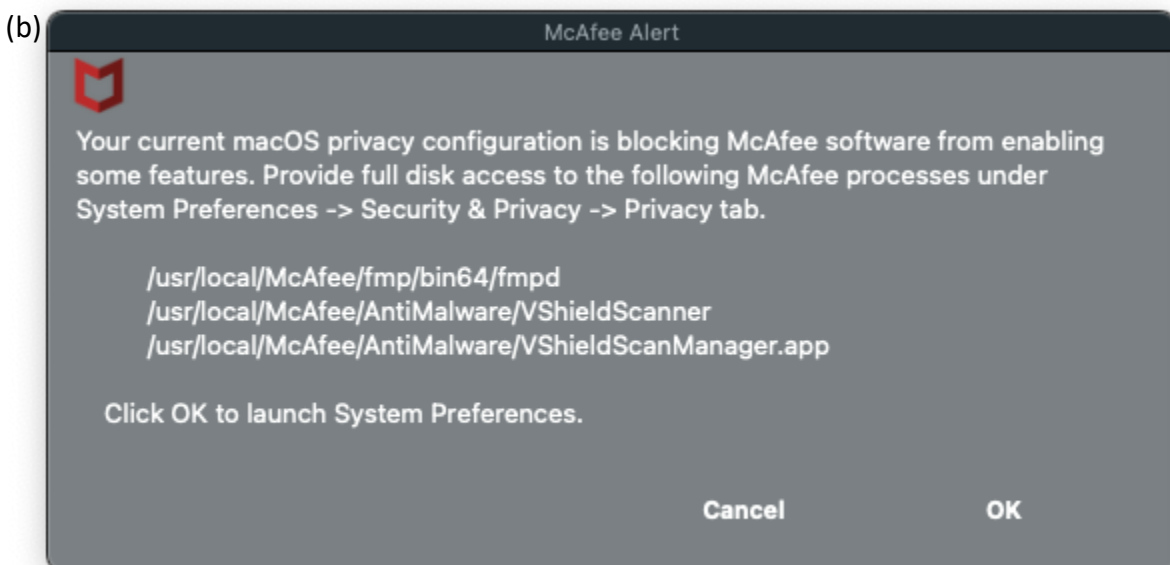 (b)
McAfee Alert
Your current macOS privacy configuration is blocking McAfee software from enabling
some features. Provide full disk access to the following McAfee processes under
System Preferences -> Security & Privacy -> Privacy tab.
/usr/local/McAfee/fmp/bin64/fmpd
/usr/local/McAfee/AntiMalware/VShieldScanner
/usr/local/McAfee/AntiMalware/VShieldScanManager.app
Click OK to launch System Preferences.
Cancel OK